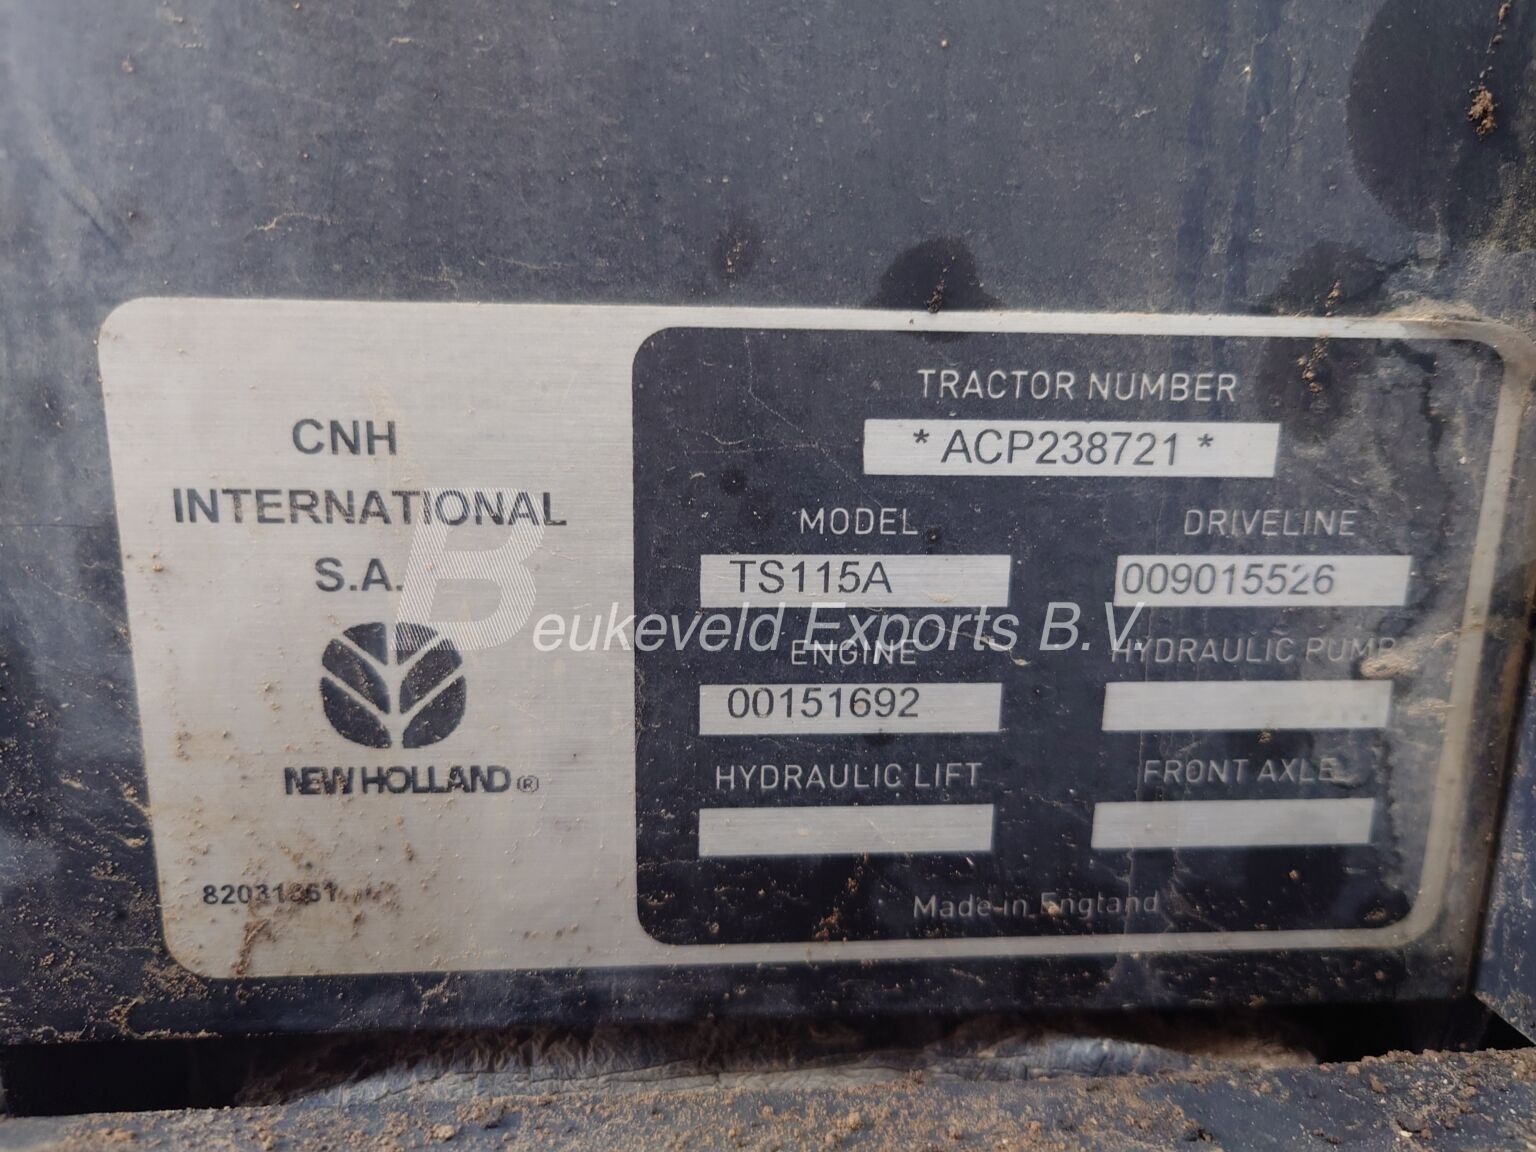 CNH
INTERNATIONAL
S.A.
NEW HOLLAND ®
TRACTOR NUMBER
* ACP238721 *
MODEL
DRIVELINE
TS115A
009015526
Beukeveld Exports B.V.
ENGINE
HYDRAULIC PUMP
00151692
HYDRAULIC LIFT
FRONT AXLE
Made in England